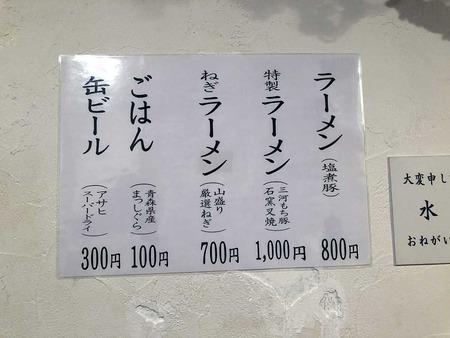 ラーメン(塩煮豚)
800円
特製
ラーメン(三河もち豚
石窯叉焼)
1,000円
ねぎ
ラーメン(山盛り
厳選ねぎ)
700円
ごはん(青森県産
まっしぐら)
100円
缶ビール(アサヒ
スーパードライ)
300円
大変申し
水
おねがい